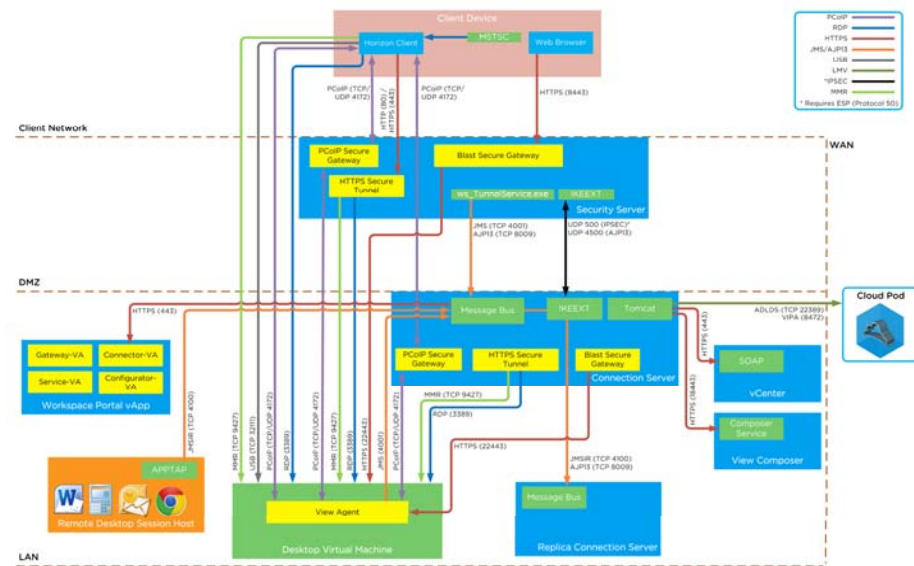 Client Device
Horizon Client
MSTSC
Web Browser
PCoIP
RDP
HTTPS
JMS/AJP13
USB
LMV
*IPSEC
MMR
* Requires ESP (Protocol 50)
PCoIP (TCP/
UDP 4172)
HTTP (80) /
HTTPS (443)
PCoIP (TCP/
UDP 4172)
HTTPS (8443)
Client Network
WAN
PCoIP Secure
Gateway
HTTPS Secure
Tunnel
Blast Secure Gateway
ws_TunnelService.exe
IKEEXT
Security Server
JMS (TCP 4001)
AJP13 (TCP 8009)
UDP 500 (IPSEC)*
UDP 4500 (AJP13)
DMZ
HTTPS (443)
Message Bus
IKEEXT
Tomcat
ADLDS-(TCP 22389)
VIPA (8472)
Cloud Pod
PCoIP Secure
Gateway
HTTPS Secure
Tunnel
Blast Secure
Gateway
Connection Server
Gateway-VA
Connector-VA
Service-VA
Configurator
-VA
Workspace Portal vApp
HTTPS (443)
SOAP
vCenter
HTTPS (18443)
Composer
Service
View Composer
JMSIR (TCP 4100)
MMR (TCP 9427)
USB (TCP 32111)
PCoIP (TCP/UDP 4172)
RDP (3389)
PCoIP (TCP/UDP 4172)
MMR (TCP 9427)
RDP (3389)
HTTPS (22443)
JMS (4001)
PCoIP (TCP/UDP 4172)
MMR (TCP 9427)
RDP (3389)
HTTPS (22443)
JMSIR (TCP 4100)
AJP13 (TCP 8009)
APPTAP
Remote Desktop Session Host
View Agent
Desktop Virtual Machine
Message Bus
Replica Connection Server
LAN